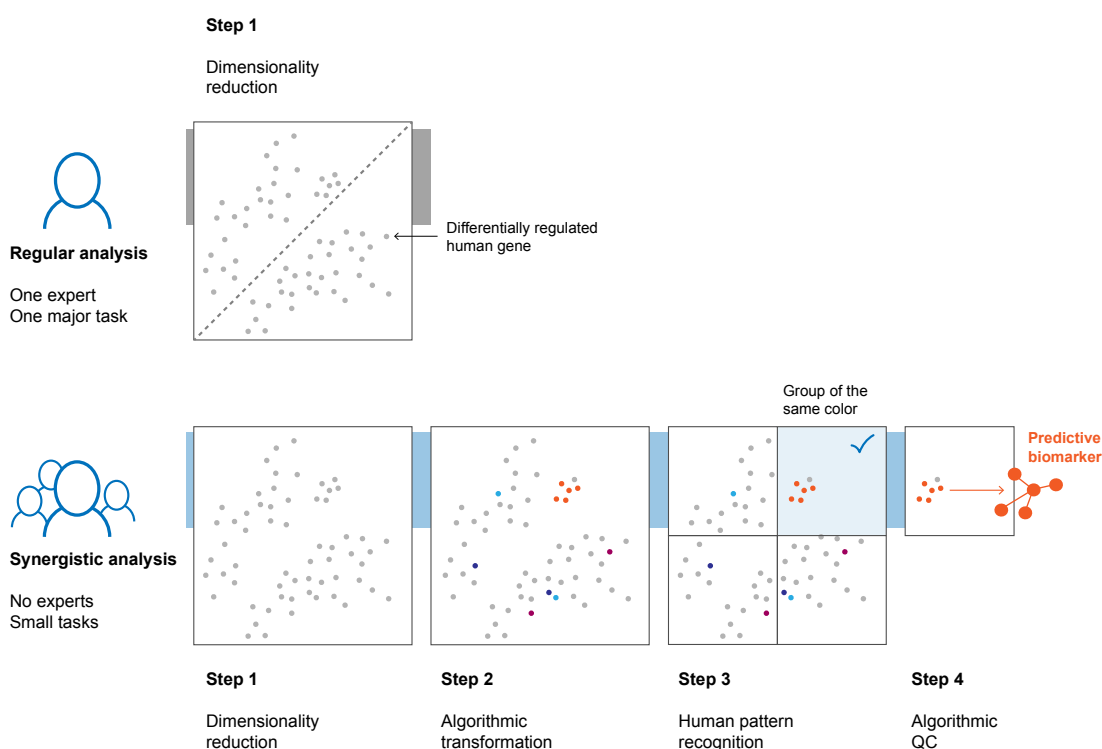 Step 1
Dimensionality
reduction
Regular analysis
One expert
One major task
Differentially regulated
human gene
Group of the
same color
Predictive
biomarker
Synergistic analysis
No experts
Small tasks
Step 1
Dimensionality
reduction
Step 2
Algorithmic
transformation
Step 3
Human pattern
recognition
Step 4
Algorithmic
QC